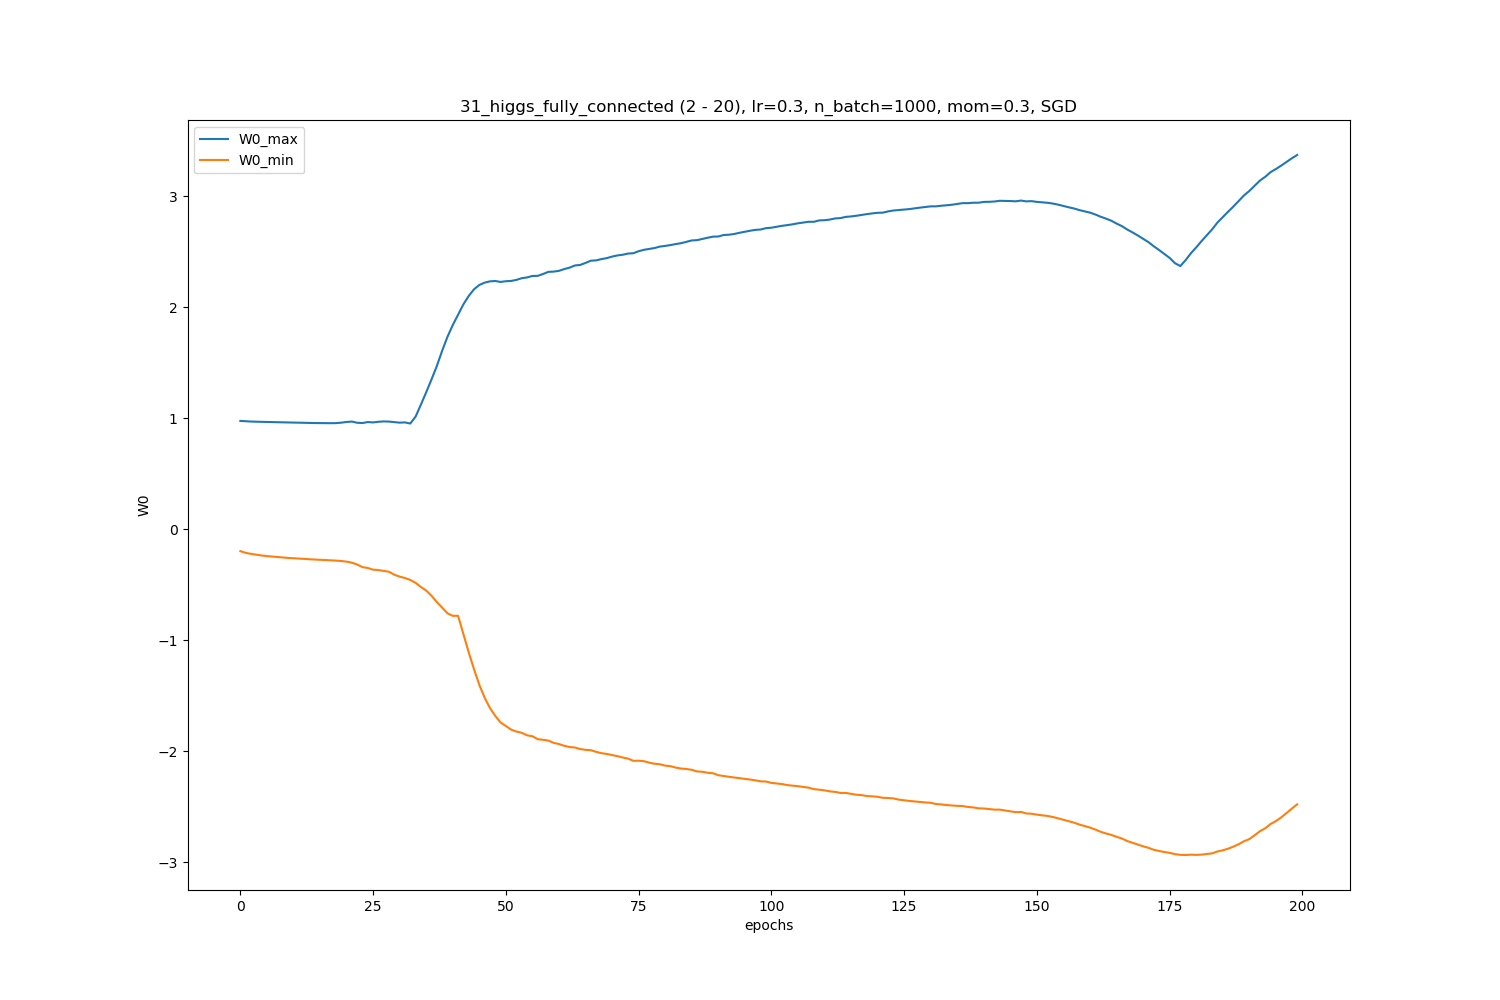 31_higgs_fully_connected (2 - 20), lr=0.3, n_batch=1000, mom=0.3, SGD
W0_max
W0_min
3
2
1
0
−1
−2
−3
W0
0 25 50 75 100 125 150 175 200
epochs